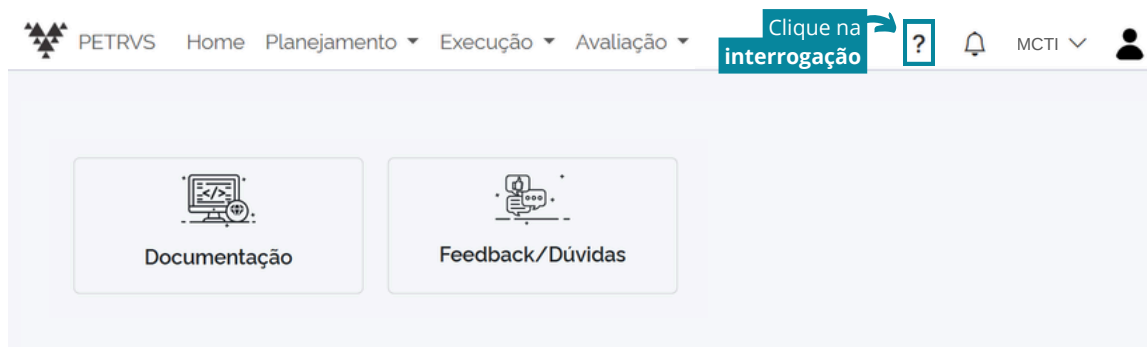 PETRVS Home Planejamento Execução Avaliação Clique na interrogação ? MCTI
</> 
Documentação Feedback/Dúvidas